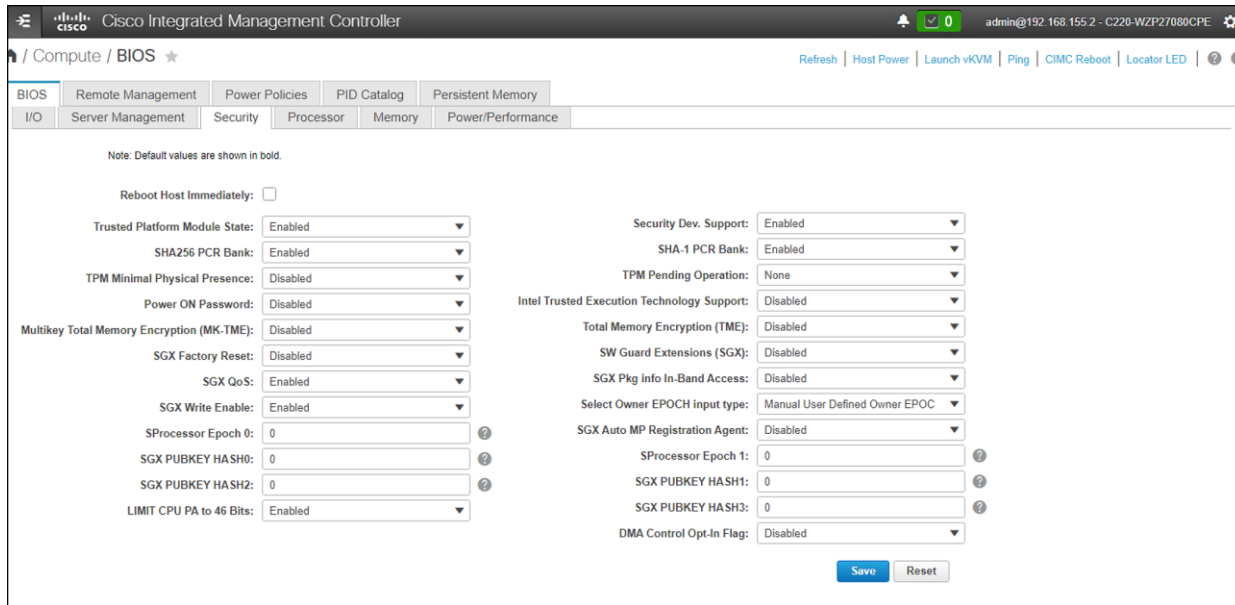 cisco Cisco Integrated Management Controller 0 admin@192.168.155.2 - C220-WZP27080CPE
/ Compute / BIOS Refresh | Host Power | Launch vKVM | Ping | CIMC Reboot | Locator LED |
BIOS Remote Management Power Policies PID Catalog Persistent Memory
I/O Server Management Security Processor Memory Power/Performance
Note: Default values are shown in bold.
Reboot Host Immediately:
Trusted Platform Module State: Enabled Security Dev. Support: Enabled
SHA256 PCR Bank: Enabled SHA-1 PCR Bank: Enabled
TPM Minimal Physical Presence: Disabled TPM Pending Operation: None
Power ON Password: Disabled Intel Trusted Execution Technology Support: Disabled
Multikey Total Memory Encryption (MK-TME): Disabled Total Memory Encryption (TME): Disabled
SGX Factory Reset: Disabled SW Guard Extensions (SGX): Disabled
SGX QoS: Enabled SGX Pkg info In-Band Access: Disabled
SGX Write Enable: Enabled Select Owner EPOCH input type: Manual User Defined Owner EPOC
SProcessor Epoch 0: 0 SGX Auto MP Registration Agent: Disabled
SGX PUBKEY HASH0: 0 SProcessor Epoch 1: 0
SGX PUBKEY HASH2: 0 SGX PUBKEY HASH1: 0
LIMIT CPU PA to 46 Bits: Enabled SGX PUBKEY HASH3: 0
DMA Control Opt-In Flag: Disabled
Save Reset